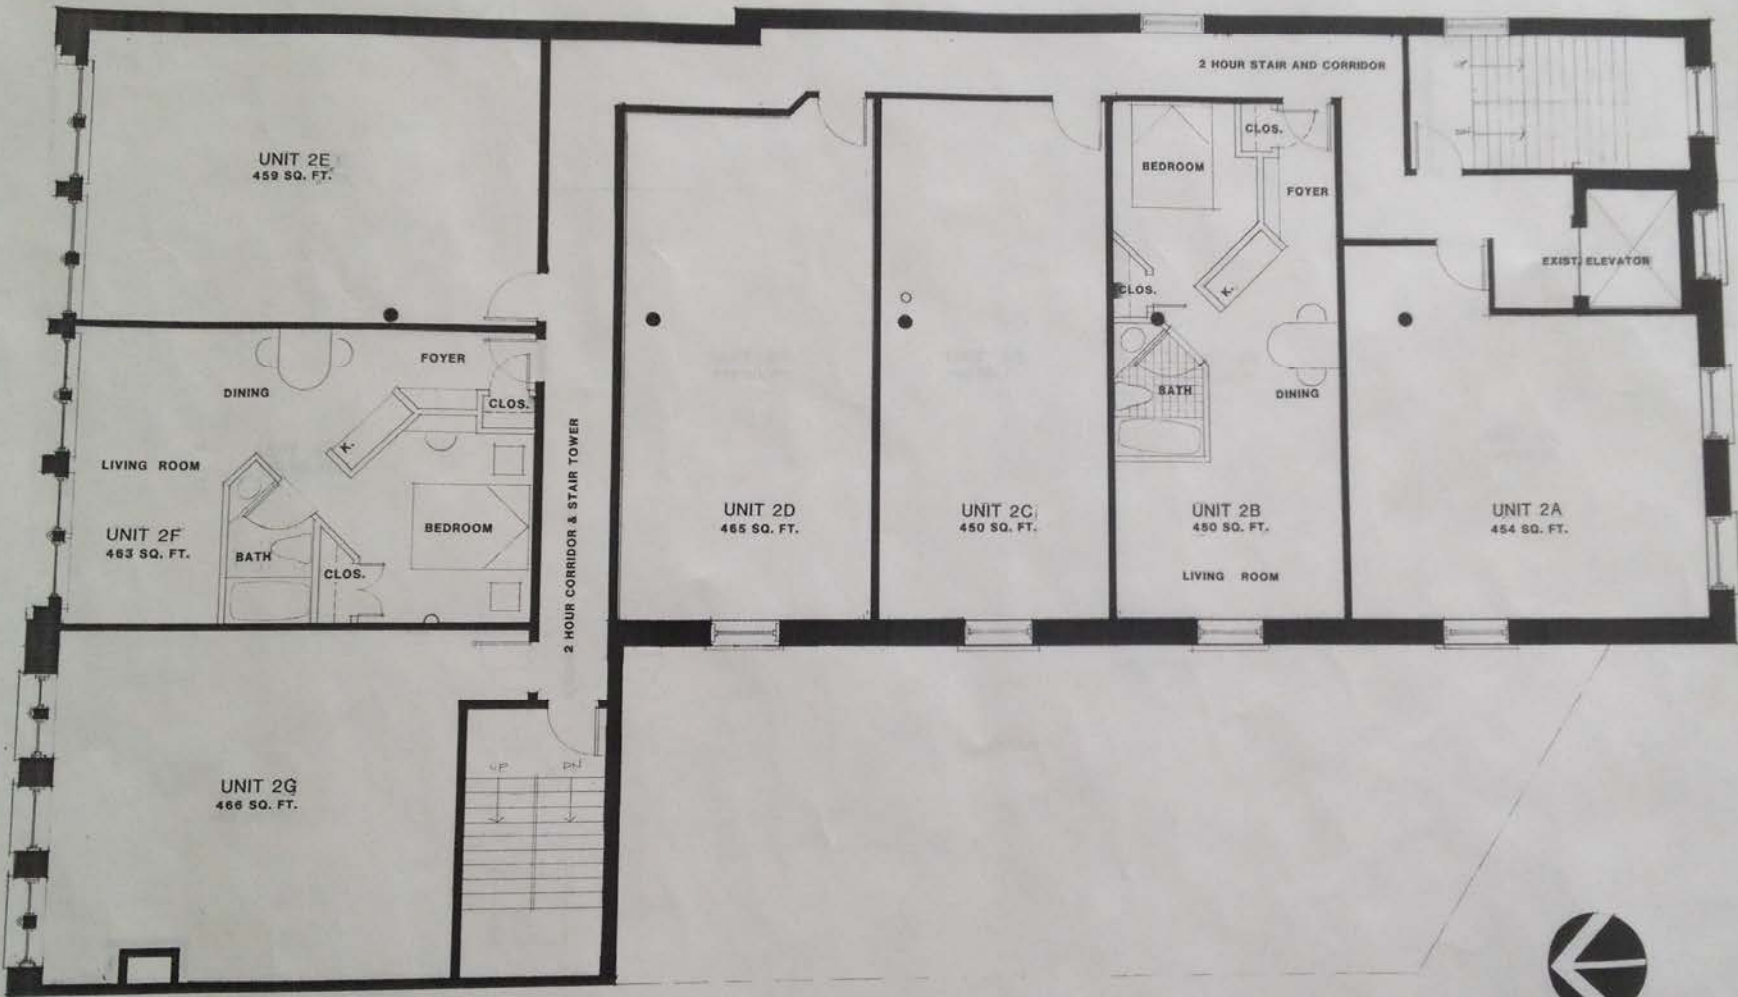 2 HOUR STAIR AND CORRIDOR
UP
DN
UNIT 2E
459 SQ. FT.
CLOS.
BEDROOM
FOYER
EXIST. ELEVATOR
CLOS.
K.
FOYER
DINING
CLOS.
K.
BATH
DINING
LIVING ROOM
2 HOUR CORRIDOR & STAIR TOWER
UNIT 2D
465 SQ. FT.
UNIT 2C
450 SQ. FT.
UNIT 2B
450 SQ. FT.
UNIT 2A
454 SQ. FT.
UNIT 2F
463 SQ. FT.
BEDROOM
BATH
CLOS.
LIVING ROOM
UP
DN
UNIT 2G
466 SQ. FT.